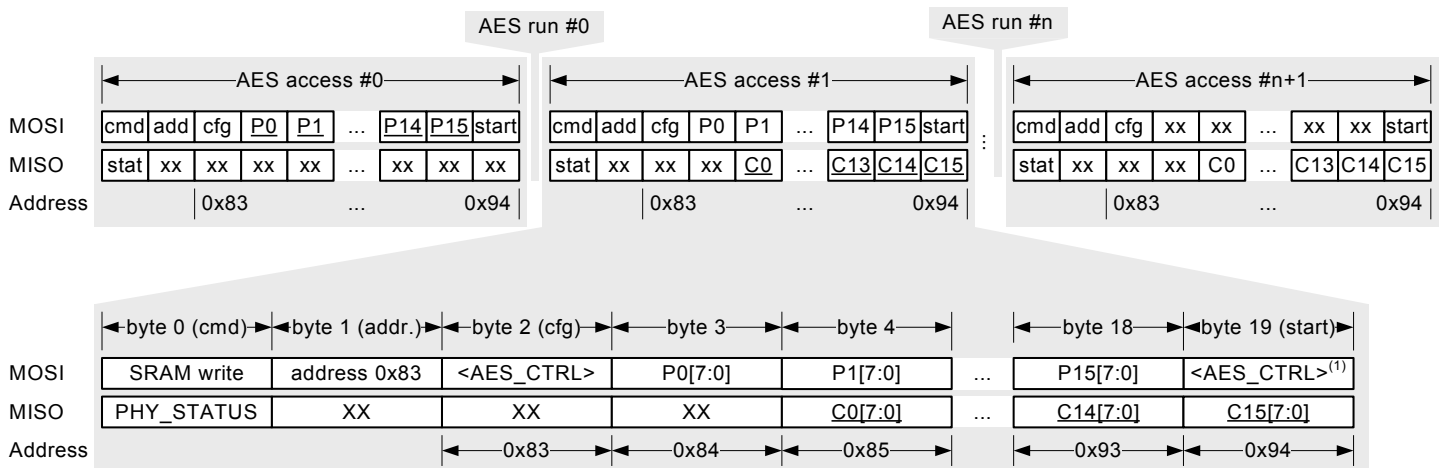 AES run #0 AES run #n
AES access #0 AES access #1 AES access #n+1
MOSI cmd add cfg P0 P1 ... P14 P15 start cmd add cfg P0 P1 ... P14 P15 start ... cmd add cfg xx xx ... xx xx start
MISO stat xx xx xx xx ... xx xx xx stat xx xx xx C0 ... C13 C14 C15 stat xx xx xx C0 ... C13 C14 C15
Address 0x83 ... 0x94 0x83 ... 0x94 0x83 ... 0x94
byte 0 (cmd) byte 1 (addr.) byte 2 (cfg) byte 3 byte 4 byte 18 byte 19 (start)
MOSI SRAM write address 0x83 <AES_CTRL> P0[7:0] P1[7:0] ... P15[7:0] <AES_CTRL>(1)
MISO PHY_STATUS XX XX XX C0[7:0] ... C14[7:0] C15[7:0]
Address 0x83 0x84 0x85 0x93 0x94